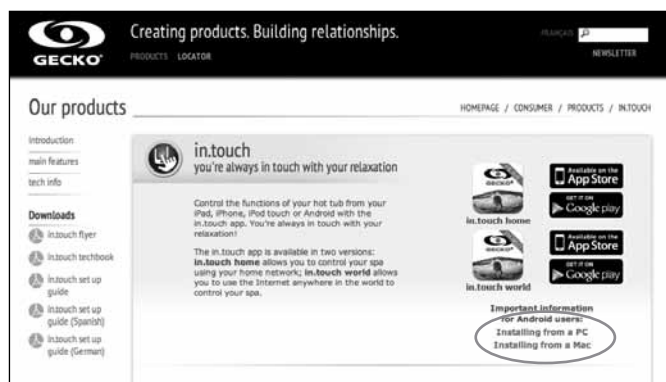 GECKO
Creating products. Building relationships.
PRODUCTS LOCATOR
FRANÇAIS
NEWSLETTER
Our products
HOMEPAGE / CONSUMER / PRODUCTS / IN.TOUCH
introduction
main features
tech info
Downloads
in.touch flyer
in.touch techbook
in.touch set up
guide
in.touch set up
guide (Spanish)
in.touch set up
guide (German)
in.touch
you're always in touch with your relaxation
Control the functions of your hot tub from your
iPad, iPhone, iPod touch or Android with the
in.touch app. You're always in touch with your
relaxation!
The in.touch app is available in two versions:
in.touch home allows you to control your spa
using your home network; in.touch world allows
you to use the Internet anywhere in the world to
control your spa.
GECKO
in.touch home
Available on the
App Store
GET IT ON
Google play
GECKO
in.touch world
Available on the
App Store
GET IT ON
Google play
Important information
for Android users:
Installing from a PC
Installing from a Mac